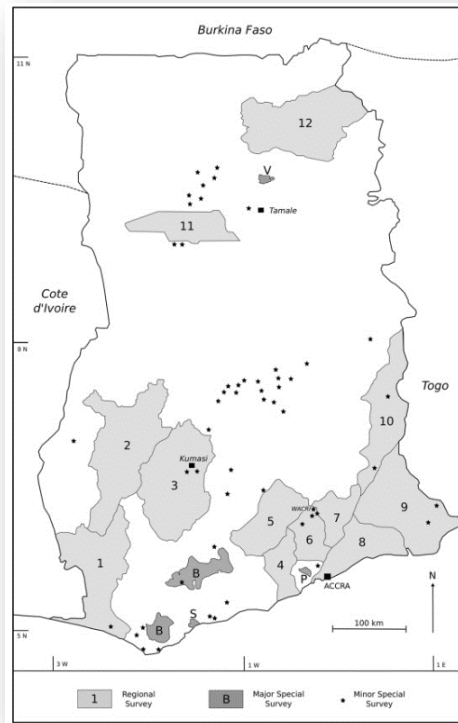 Burkina Faso
11 N
12
V
Tamale
11
Cote
d'Ivoire
8 N
Togo
10
2
Kumasi
3
9
WACRI
5
7
6
8
1
4
B
P
ACCRA
N
S
B
100 km
5 N
3 W
1 W
1 E
1
Regional
Survey
B
Major Special
Survey
Minor Special
Survey